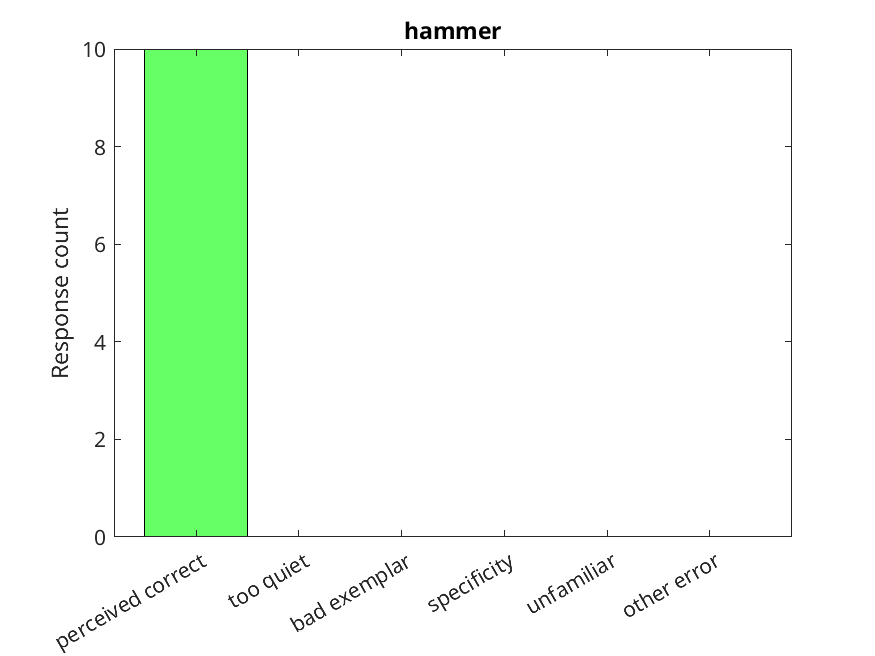 hammer
Response count
10
8
6
4
2
0
perceived correct
too quiet
bad exemplar
specificity
unfamiliar
other error